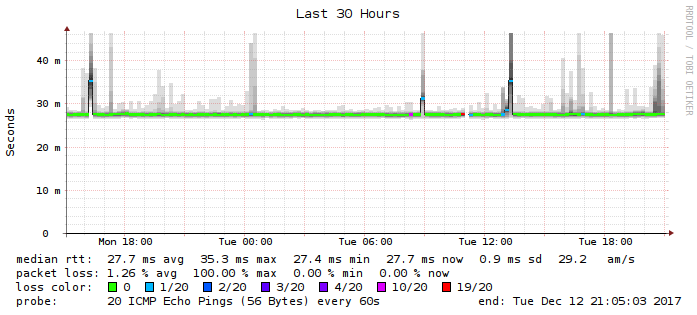 Last 30 Hours
RRDTOOL / TOBI OETIKER
Seconds
40 m
30 m
20 m
10 m
0
Mon 18:00 Tue 00:00 Tue 06:00 Tue 12:00 Tue 18:00
median rtt: 27.7 ms avg 35.3 ms max 27.4 ms min 27.7 ms now 0.9 ms sd 29.2 am/s
packet loss: 1.26 % avg 100.00 % max 0.00 % min 0.00 % now
loss color: 0 1/20 2/20 3/20 4/20 10/20 19/20
probe: 20 ICMP Echo Pings (56 Bytes) every 60s end: Tue Dec 12 21:05:03 2017